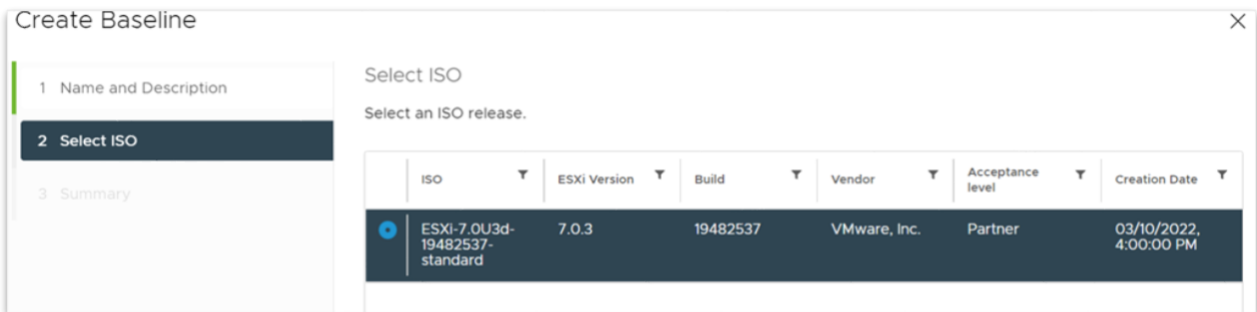 Create Baseline
1 Name and Description
2 Select ISO
3 Summary
Select ISO
Select an ISO release.
ISO ESXi Version Build Vendor Acceptance level Creation Date
ESXi-7.0U3d-19482537-standard 7.0.3 19482537 VMware, Inc. Partner 03/10/2022, 4:00:00 PM